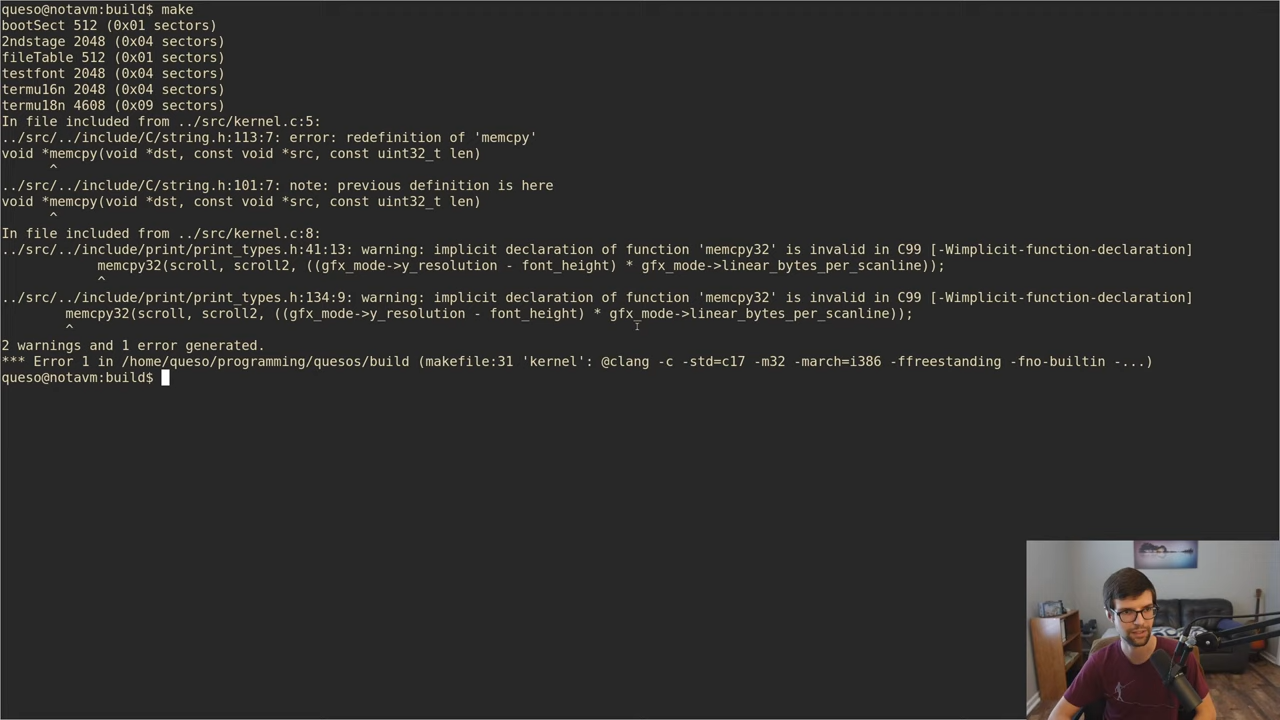 queso@notavm:build$ make
bootSect 512 (0x01 sectors)
2ndstage 2048 (0x04 sectors)
fileTable 512 (0x01 sectors)
testfont 2048 (0x04 sectors)
termu16n 2048 (0x04 sectors)
termu18n 4608 (0x09 sectors)
In file included from ../src/kernel.c:5:
../src/../include/C/string.h:113:7: error: redefinition of 'memcpy'
void *memcpy(void *dst, const void *src, const uint32_t len)
^
../src/../include/C/string.h:101:7: note: previous definition is here
void *memcpy(void *dst, const void *src, const uint32_t len)
^
In file included from ../src/kernel.c:8:
../src/../include/print/print_types.h:41:13: warning: implicit declaration of function 'memcpy32' is invalid in C99 [-Wimplicit-function-declaration]
memcpy32(scroll, scroll2, ((gfx_mode->y_resolution - font_height) * gfx_mode->linear_bytes_per_scanline));
^
../src/../include/print/print_types.h:134:9: warning: implicit declaration of function 'memcpy32' is invalid in C99 [-Wimplicit-function-declaration]
memcpy32(scroll, scroll2, ((gfx_mode->y_resolution - font_height) * gfx_mode->linear_bytes_per_scanline));
^
2 warnings and 1 error generated.
*** Error 1 in /home/queso/programming/quesos/build (makefile:31 'kernel': @clang -c -std=c17 -m32 -march=i386 -ffreestanding -fno-builtin -...)
queso@notavm:build$